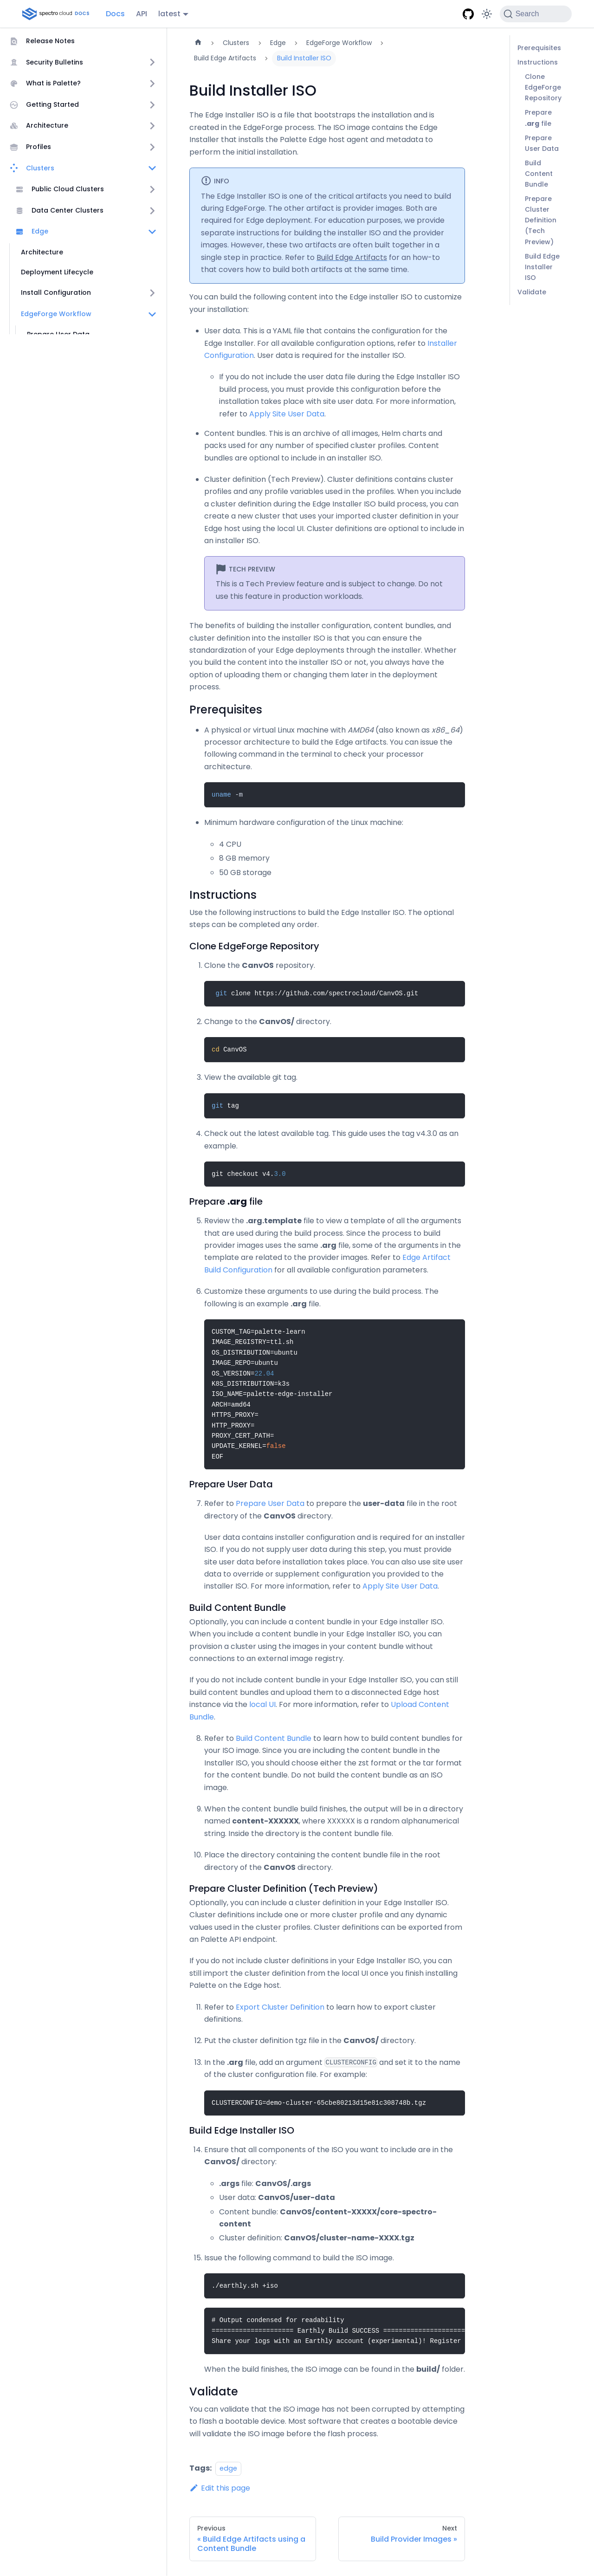 spectro cloud DOCS
Docs
API
latest
Search
Release Notes
Security Bulletins
What is Palette?
Getting Started
Architecture
Profiles
Clusters
Public Cloud Clusters
Data Center Clusters
Edge
Architecture
Deployment Lifecycle
Install Configuration
EdgeForge Workflow
Prepare User Data
Clusters
Edge
EdgeForge Workflow
Build Edge Artifacts
Build Installer ISO
Build Installer ISO
The Edge Installer ISO is a file that bootstraps the installation and is
created in the EdgeForge process. The ISO image contains the Edge
Installer that installs the Palette Edge host agent and metadata to
perform the initial installation.
INFO
The Edge Installer ISO is one of the critical artifacts you need to build
during EdgeForge. The other artifact is provider images. Both are
required for Edge deployment. For education purposes, we provide
separate instructions for building the installer ISO and the provider
images. However, these two artifacts are often built together in one
single step in practice. Refer to Build Edge Artifacts for an how-to
that covers how to build both artifacts at the same time.
You can build the following content into the Edge installer ISO to customize
your installation:
User data. This is a YAML file that contains the configuration for the
Edge Installer. For all available configuration options, refer to Installer
Configuration. User data is required for the installer ISO.
If you do not include the user data file during the Edge Installer ISO
build process, you must provide this configuration before the
installation takes place with site user data. For more information,
refer to Apply Site User Data.
Content bundles. This is archive of all images, Helm charts and
packs used for any number of specified cluster profiles. Content
bundles are optional to include in an installer ISO.
Cluster definition (Tech Preview). Cluster definitions contains cluster
profiles and any profile variables used in the profiles. When you include
a cluster definition during the Edge Installer ISO build process, you can
create a new cluster that uses your imported cluster definition in your
Edge host using the local UI. Cluster definitions are optional to include in
an installer ISO.
TECH PREVIEW
This is a Tech Preview feature and is subject to change. Do not
use this feature in production workloads.
The benefits of building the installer configuration, content bundles, and
cluster definition into the installer ISO is that you can ensure the
standardization of your Edge deployments through the installer. Whether
you build the content into the installer ISO or not, you always have the
option of uploading them or changing them later in the deployment
process.
Prerequisites
A physical or virtual Linux machine with AMD64 (also known as x86_64)
processor architecture to build the Edge artifacts. You can issue the
following command in the terminal to check your processor
architecture.
uname -m
Minimum hardware configuration of the Linux machine:
4 CPU
8 GB memory
50 GB storage
Instructions
Use the following instructions to build the Edge Installer ISO. The optional
steps can be completed any order.
Clone EdgeForge Repository
1. Clone the CanvOS repository.
git clone https://github.com/spectrocloud/CanvOS.git
2. Change to the CanvOS/ directory.
cd CanvOS
3. View the available git tag.
git tag
4. Check out the latest available tag. This guide uses the tag v4.3.0 as an
example.
git checkout v4.3.0
Prepare .arg file
5. Review the .arg.template file to view a template of all the arguments
that are used during the build process. Since the process to build
provider images uses the same .arg file, some of the arguments in the
template are related to the provider images. Refer to Edge Artifact
Build Configuration for all available configuration parameters.
6. Customize these arguments to use during the build process. The
following is an example .arg file.
CUSTOM_TAG=palette-learn
IMAGE_REGISTRY=ttl.sh
OS_DISTRIBUTION=ubuntu
IMAGE_REPO=ubuntu
OS_VERSION=22.04
K8S_DISTRIBUTION=k3s
ISO_NAME=palette-edge-installer
ARCH=amd64
HTTPS_PROXY=
HTTP_PROXY=
PROXY_CERT_PATH=
UPDATE_KERNEL=false
EOF
Prepare User Data
7. Refer to Prepare User Data to prepare the user-data file in the root
directory of the CanvOS directory.
User data contains installer configuration and is required for an installer
ISO. If you do not supply user data during this step, you must provide
site user data before installation takes place. You can also use site user
data to override or supplement configuration you provided to the
installer ISO. For more information, refer to Apply Site User Data.
Build Content Bundle
Optionally, you can include a content bundle in your Edge installer ISO.
When you include a content bundle in your Edge Installer ISO, you can
provision a cluster using the images in your content bundle without
connections to an external image registry.
If you do not include content bundle in your Edge Installer ISO, you can still
build content bundles and upload them to a disconnected Edge host
instance via the local UI. For more information, refer to Upload Content
Bundle.
8. Refer to Build Content Bundle to learn how to build content bundles for
your ISO image. Since you are including the content bundle in the
Installer ISO, you should choose either the zst format or the tar format
for the content bundle. Do not build the content bundle as an ISO
image.
9. When the content bundle build finishes, the output will be in a directory
named content-XXXXXX, where XXXXXX is a random alphanumerical
string. Inside the directory is the content bundle file.
10. Place the directory containing the content bundle file in the root
directory of the CanvOS directory.
Prepare Cluster Definition (Tech Preview)
Optionally, you can include a cluster definition in your Edge Installer ISO.
Cluster definitions include one or more cluster profile and any dynamic
values used in the cluster profiles. Cluster definitions can be exported from
an Palette API endpoint.
If you do not include cluster definitions in your Edge Installer ISO, you can
still import the cluster definition from the local UI once you finish installing
Palette on the Edge host.
11. Refer to Export Cluster Definition to learn how to export cluster
definitions.
12. Put the cluster definition tgz file in the CanvOS/ directory.
13. In the .arg file, add an argument CLUSTERCONFIG and set it to the name
of the cluster configuration file. For example:
CLUSTERCONFIG=demo-cluster-65cbe80213d15e81c308748b.tgz
Build Edge Installer ISO
14. Ensure that all components of the ISO you want to include are in the
CanvOS/ directory:
.args file: CanvOS/.args
User data: CanvOS/user-data
Content bundle: CanvOS/content-XXXXX/core-spectro-
content
Cluster definition: CanvOS/cluster-name-XXXX.tgz
15. Issue the following command to build the ISO image.
./earthly.sh +iso
# Output condensed for readability
===================== Earthly Build SUCCESS =====================
Share your logs with an Earthly account (experimental)! Register
When the build finishes, the ISO image can be found in the build/ folder.
Validate
You can validate that the ISO image has not been corrupted by attempting
to flash a bootable device. Most software that creates a bootable device
will validate the ISO image before the flash process.
Tags: edge
Edit this page
Previous
« Build Edge Artifacts using a
Content Bundle
Next
Build Provider Images »
Prerequisites
Instructions
Clone
EdgeForge
Repository
Prepare
.arg file
Prepare
User Data
Build
Content
Bundle
Prepare
Cluster
Definition
(Tech
Preview)
Build Edge
Installer
ISO
Validate